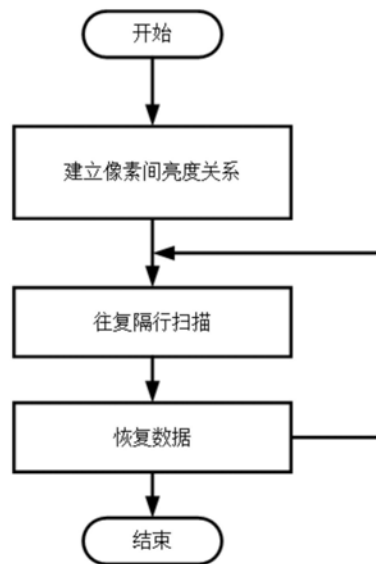 开始
建立像素间亮度关系
往复隔行扫描
恢复数据
结束